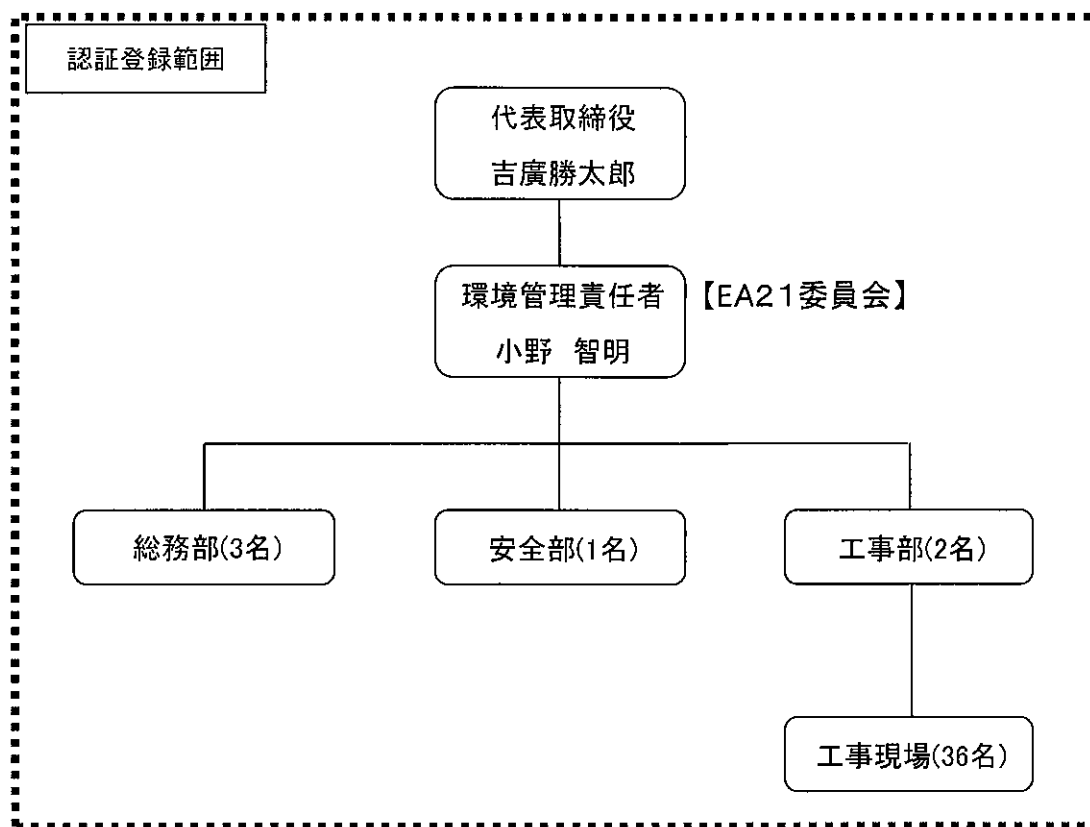 認証登録範囲
代表取締役
吉廣勝太郎
環境管理責任者
【EA21委員会】
小野 智明
総務部(3名)
安全部(1名)
工事部(2名)
工事現場(36名)